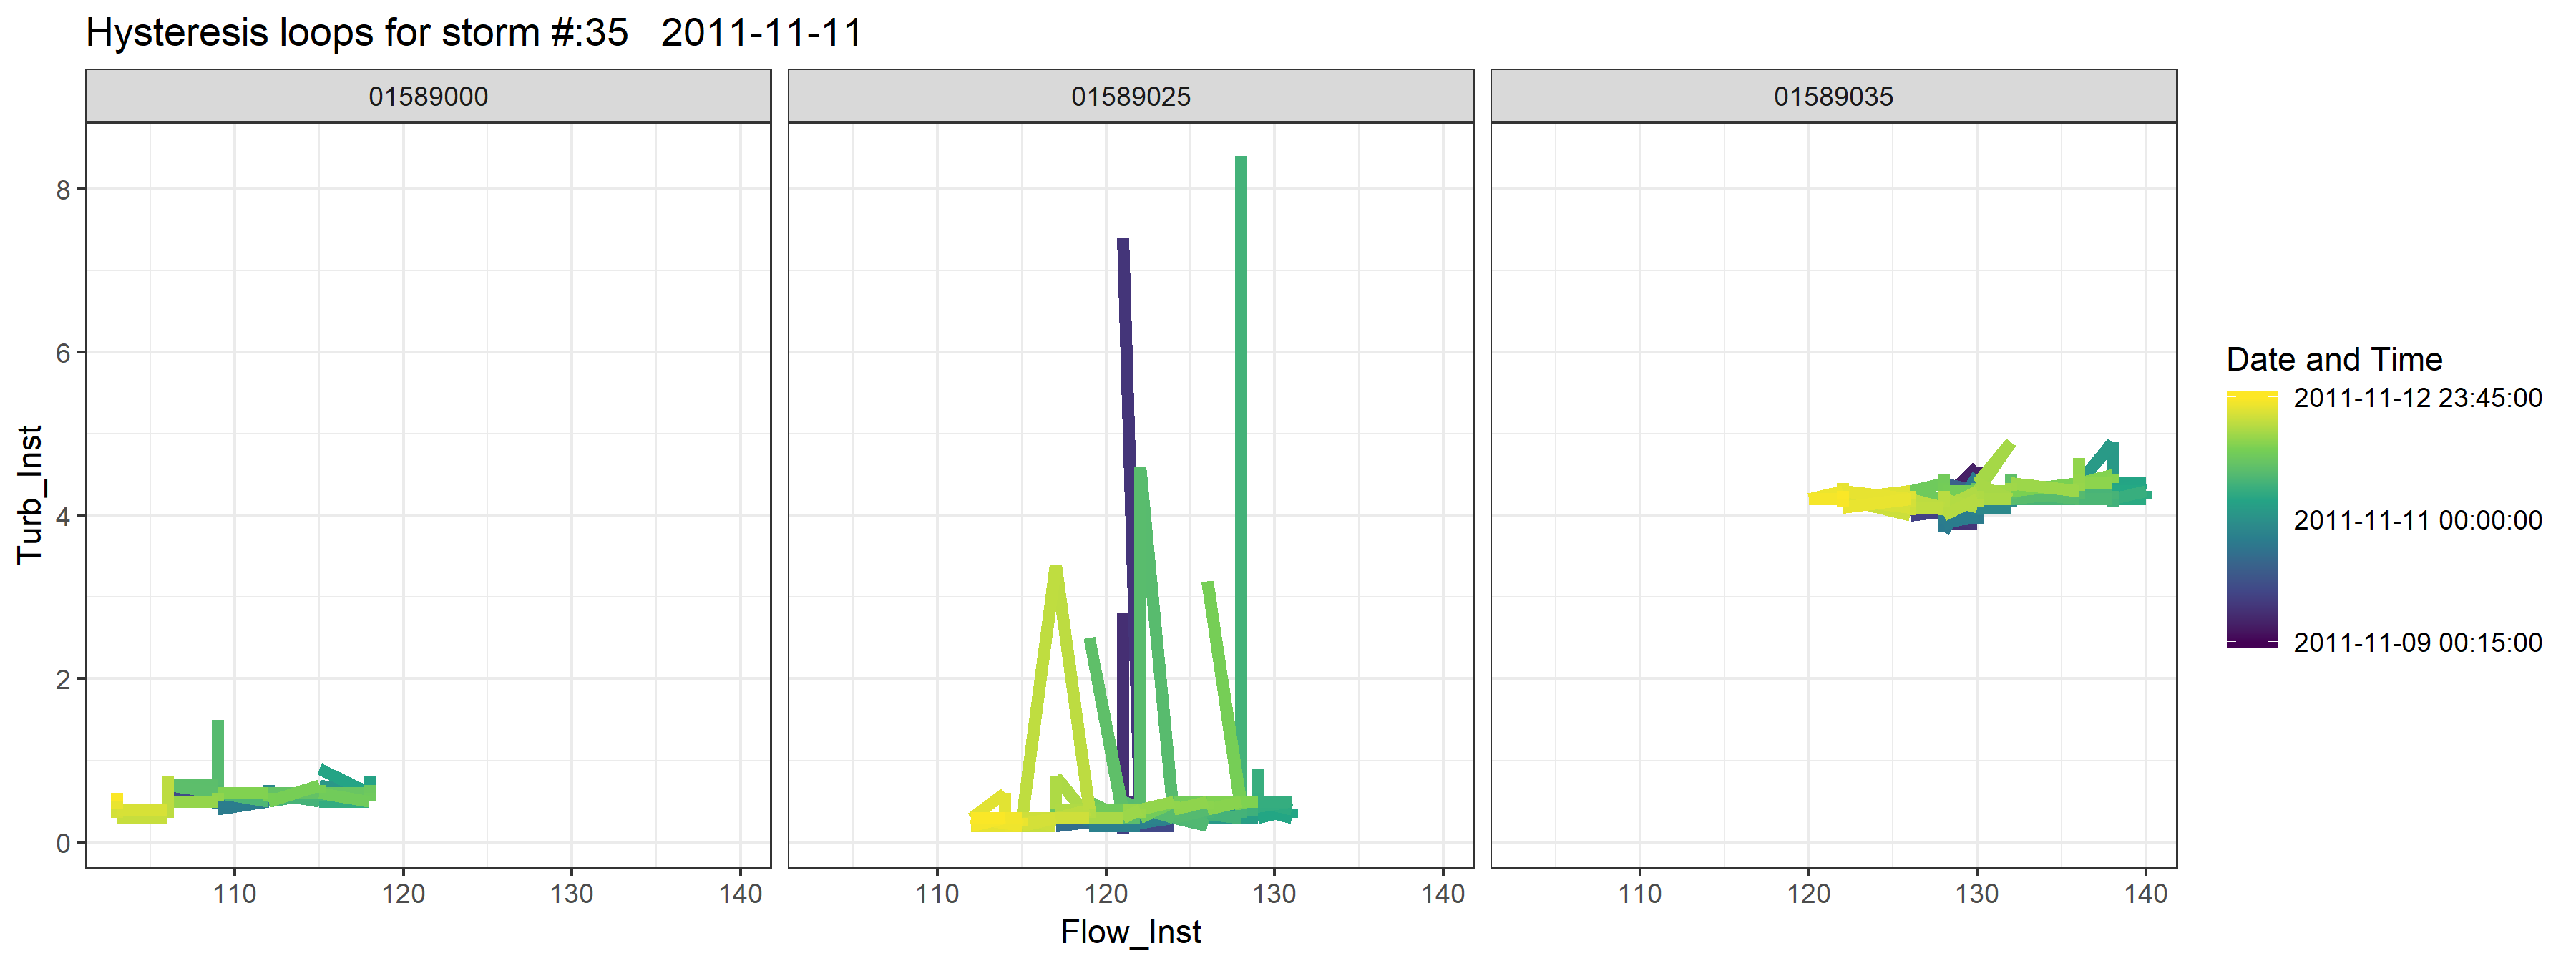 Hysteresis loops for storm #:35 2011-11-11
01589000 01589025 01589035
Turb_Inst
8
6
4
2
0
110 120 130 140 110 120 130 140 110 120 130 140
Flow_Inst
Date and Time
2011-11-12 23:45:00
2011-11-11 00:00:00
2011-11-09 00:15:00